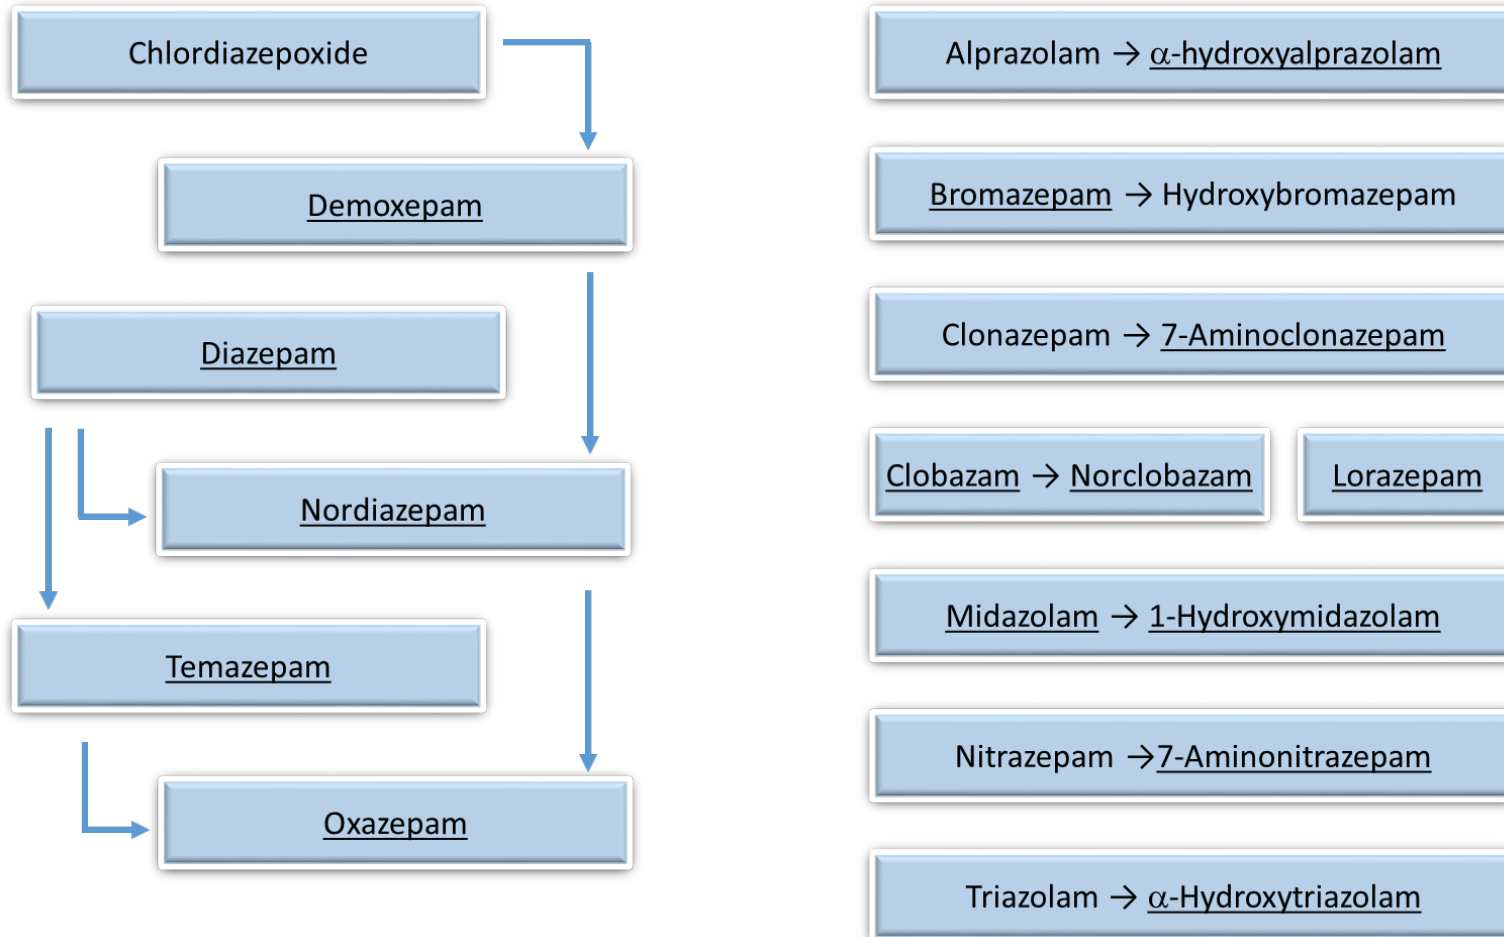 Chlordiazepoxide
Demoxepam
Diazepam
Nordiazepam
Temazepam
Oxazepam
Alprazolam → α-hydroxyalprazolam
Bromazepam → Hydroxybromazepam
Clonazepam → 7-Aminoclonazepam
Clobazam → Norclobazam
Lorazepam
Midazolam → 1-Hydroxymidazolam
Nitrazepam →7-Aminonitrazepam
Triazolam → α-Hydroxytriazolam